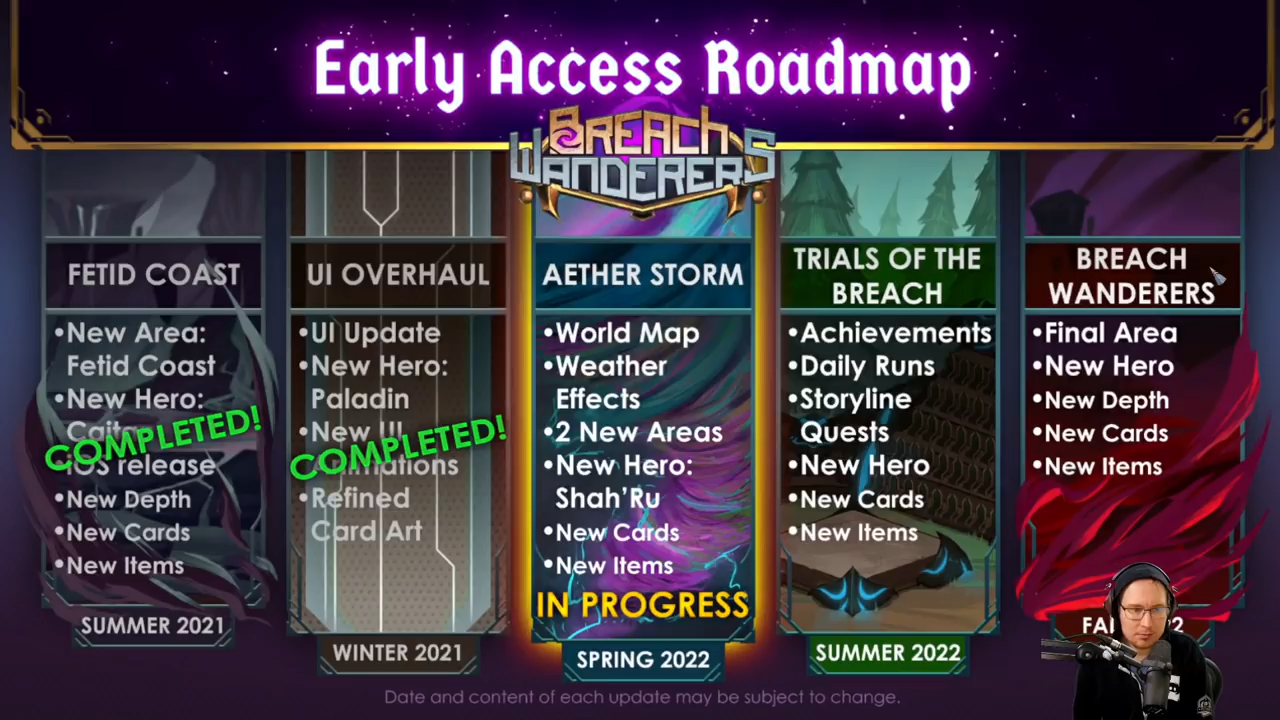 Early Access Roadmap
BREACH
WANDERERS
FETID COAST
•New Area:
Fetid Coast
•New Hero:
COMPLETED!
•iOS release
•New Depth
•New Cards
•New Items
SUMMER 2021
UI OVERHAUL
•UI Update
•New Hero:
Paladin
•New UI
COMPLETED!
•Refined
Card Art
WINTER 2021
AETHER STORM
•World Map
•Weather
Effects
•2 New Areas
•New Hero:
Shah'Ru
•New Cards
•New Items
IN PROGRESS
SPRING 2022
TRIALS OF THE
BREACH
•Achievements
•Daily Runs
•Storyline
Quests
•New Hero
•New Cards
•New Items
SUMMER 2022
BREACH
WANDERERS
•Final Area
•New Hero
•New Depth
•New Cards
•New Items
Date and content of each update may be subject to change.